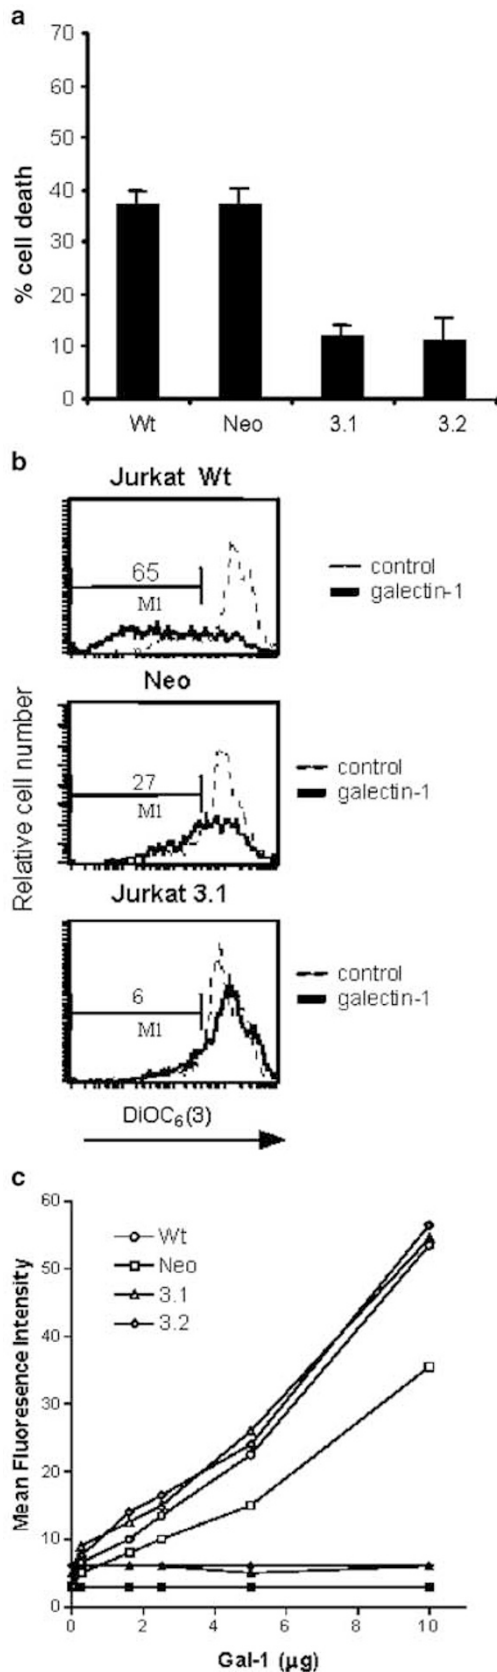 a
% cell death
70
60
50
40
30
20
10
0
Wt Neo 3.1 3.2
b
Relative cell number
Jurkat Wt
65
M1
control
galectin-1
Neo
27
M1
control
galectin-1
Jurkat 3.1
6
M1
control
galectin-1
DiOC₆(3)
c
Mean Fluoresence Intensity
60
50
40
30
20
10
0
Wt
Neo
3.1
3.2
0 2 4 6 8 10
Gal-1 (µg)